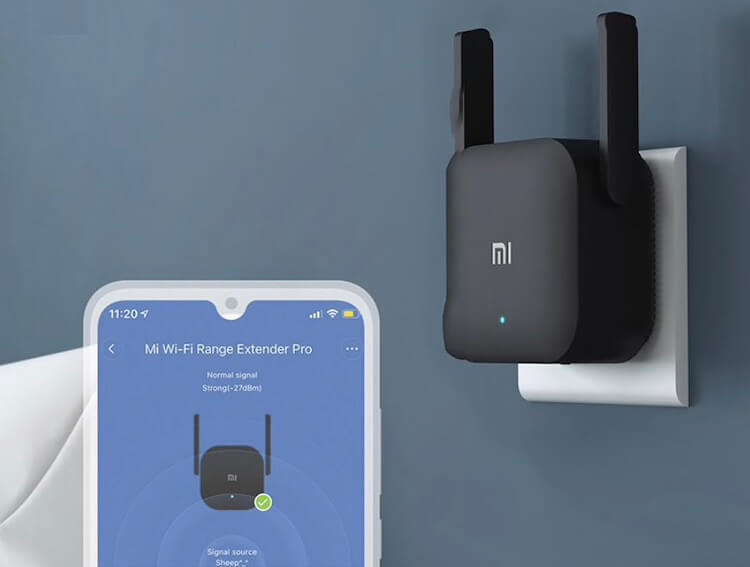 11:20
Mi Wi-Fi Range Extender Pro
Normal signal
Strong(-27dBm)
mi
Signal source
Sheep^_^
mi